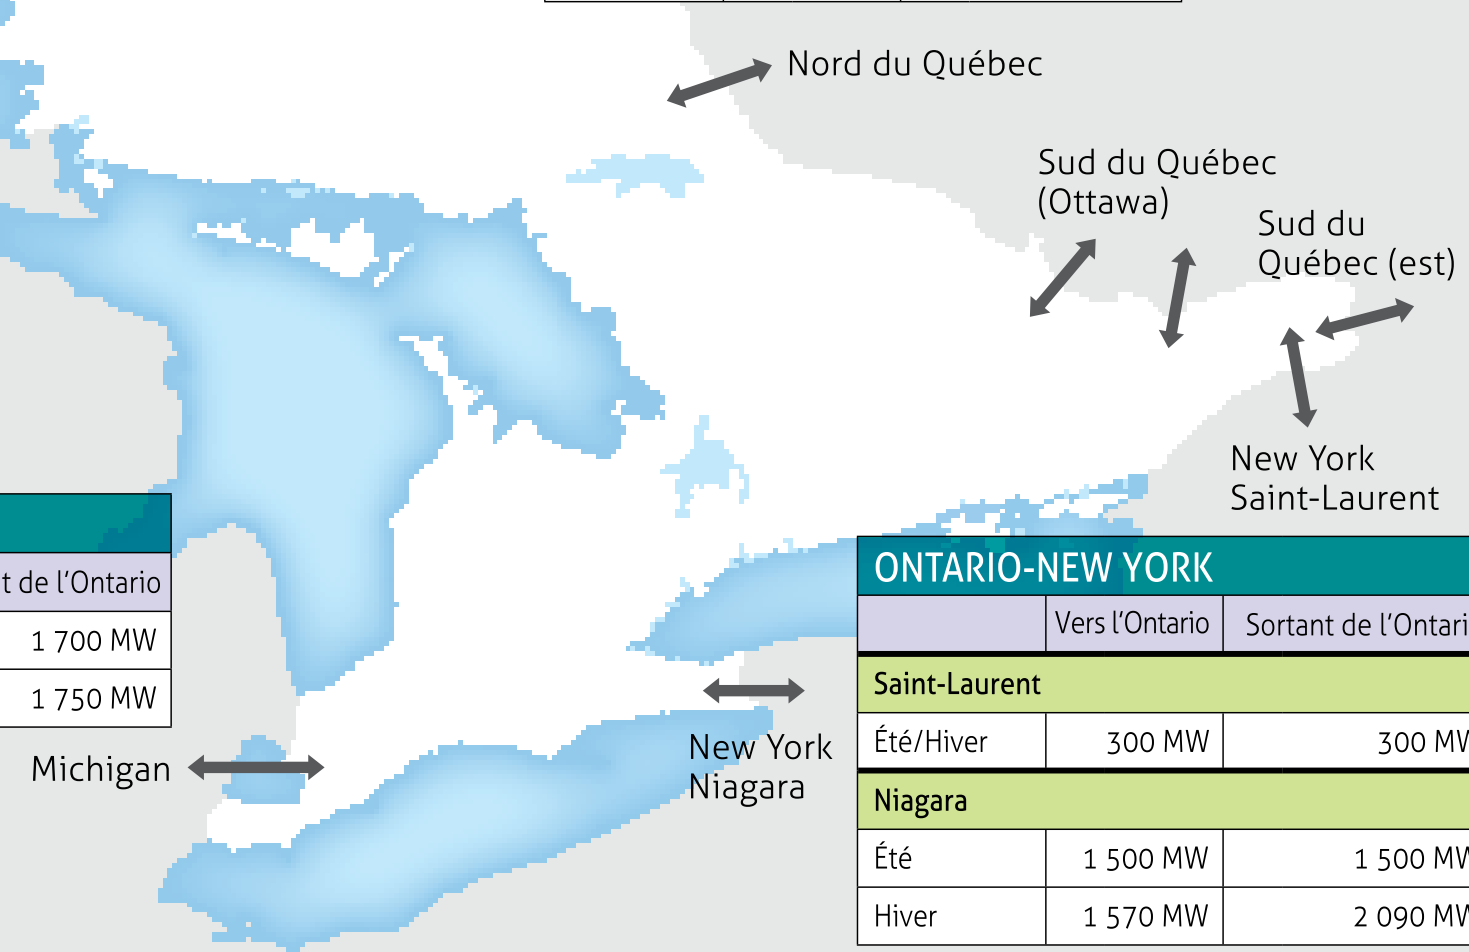 Nord du Québec
Sud du Québec
(Ottawa)
Sud du
Québec (est)
New York
Saint-Laurent
t de l'Ontario
1 700 MW
1 750 MW
Michigan
New York
Niagara
ONTARIO-NEW YORK
Vers l'Ontario Sortant de l'Ontari
Saint-Laurent
Été/Hiver 300 MW 300 MW
Niagara
Été 1 500 MW 1 500 MW
Hiver 1 570 MW 2 090 MW